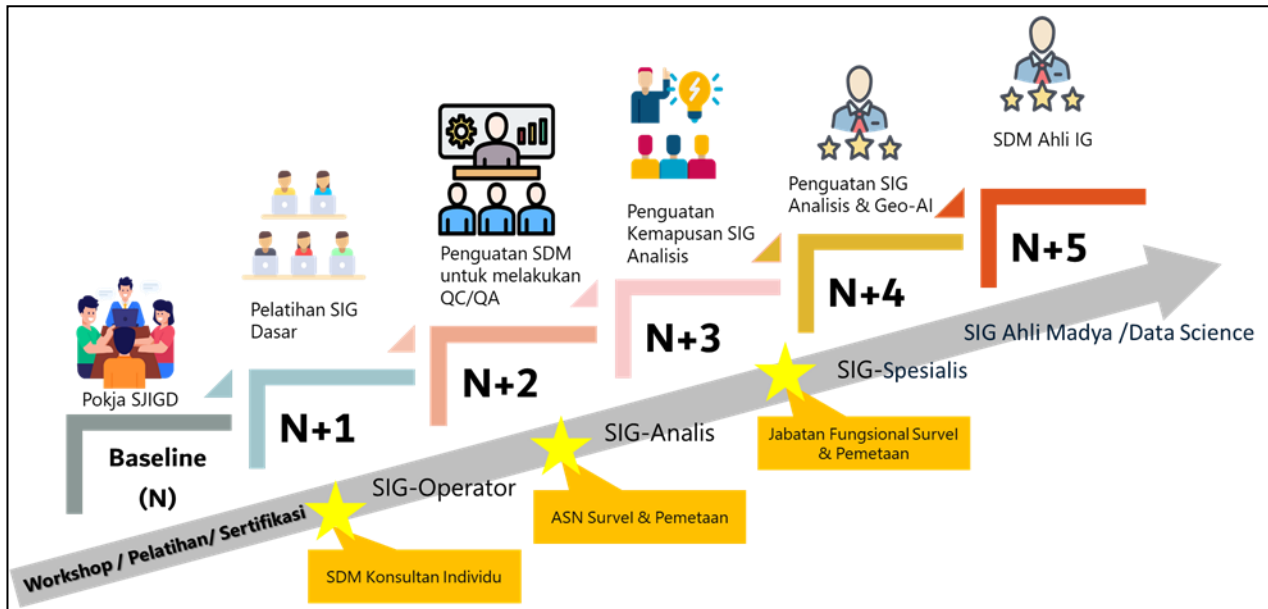 SDM Ahli IG
Penguatan SIG
Analisis & Geo-AI
Penguatan
Kemapusan SIG
Analisis
Penguatan SDM
untuk melakukan
QC/QA
Pelatihan SIG
Dasar
Pokja SJIGD
Baseline
(N)
N+1
N+2
N+3
N+4
N+5
Workshop / Pelatihan/ Sertifikasi
SIG-Operator
SIG-Analis
SIG-Spesialis
SIG Ahli Madya /Data Science
SDM Konsultan Individu
ASN Survel & Pemetaan
Jabatan Fungsional Survel
& Pemetaan